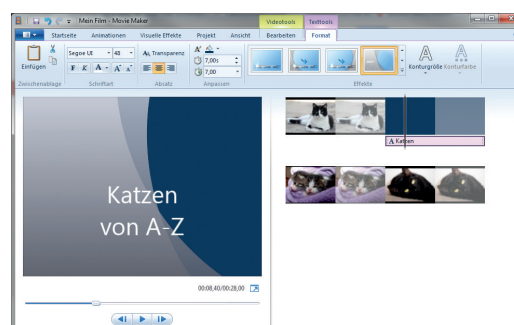 Mein Film - Movie Maker
Videotools
Texttools
Startseite Animationen Visuelle Effekte Projekt Ansicht Bearbeiten Format
Einfügen
Segoe UI 48
F K A A A
Transparenz
7,00s
7,00
Konturgröße Konturfarbe
Zwischenablage Schriftart Absatz Anpassen Effekte
A Katzen
Katzen
von A-Z
00:08,40/00:28,00